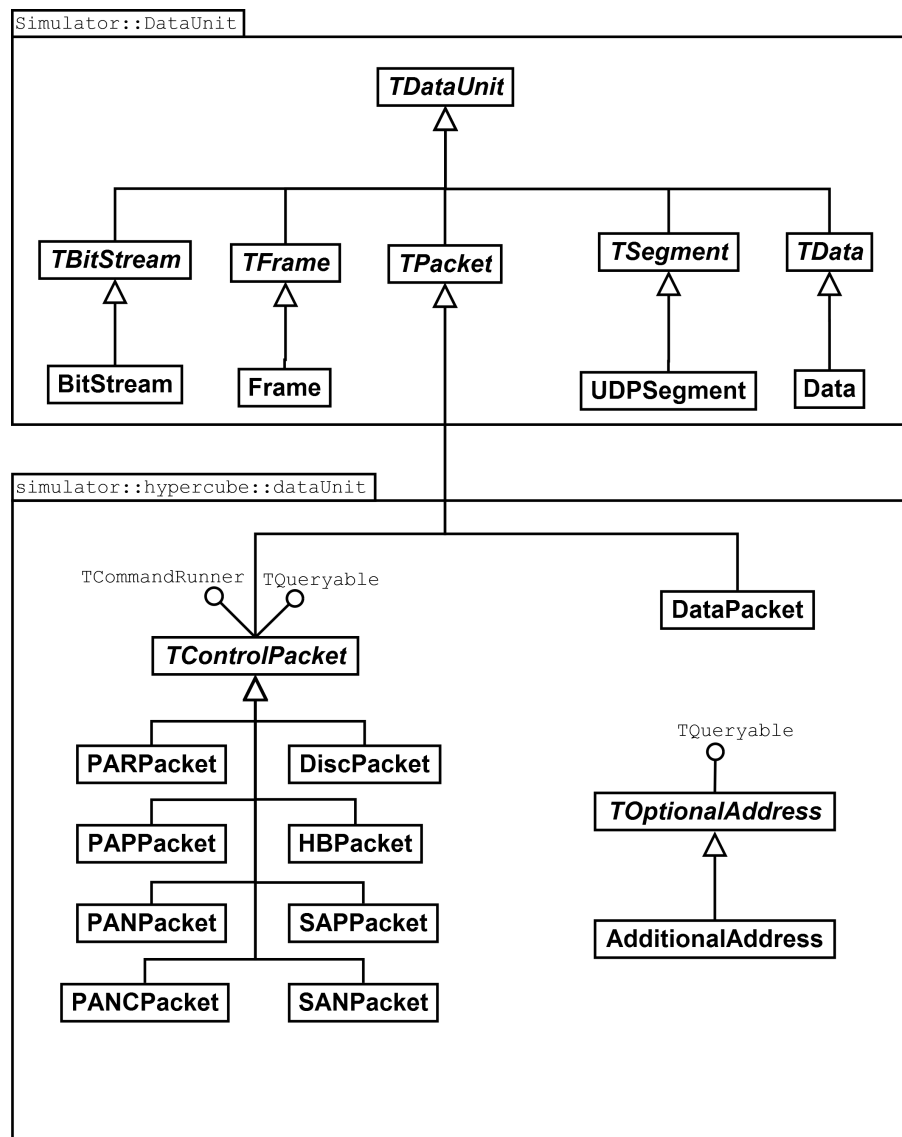 Simulator::DataUnit
TDataUnit
TBitStream
TFrame
TPacket
TSegment
TData
BitStream
Frame
UDPSegment
Data
simulator::hypercube::dataUnit
TCommandRunner
TQueryable
DataPacket
TControlPacket
TQueryable
PARPacket
DiscPacket
TOptionalAddress
PAPPacket
HBPacket
PANPacket
SAPPacket
AdditionalAddress
PANCPacket
SANPacket